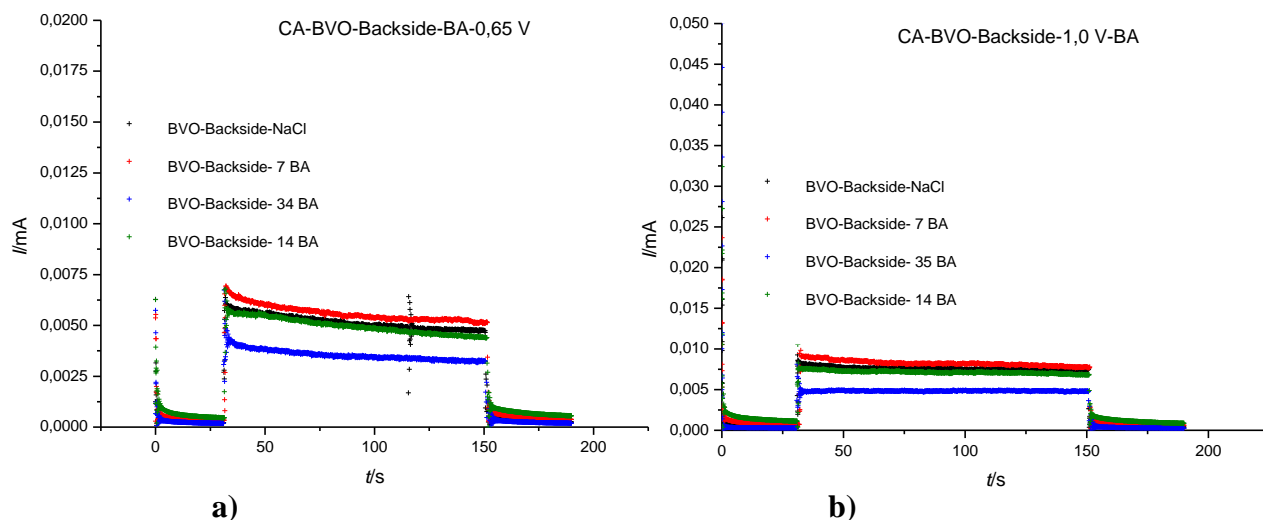 CA-BVO-Backside-BA-0,65 V
BVO-Backside-NaCl
BVO-Backside- 7 BA
BVO-Backside- 34 BA
BVO-Backside- 14 BA
0,0200
0,0175
0,0150
0,0125
0,0100
0,0075
0,0050
0,0025
0,0000
I/mA
0
50
100
150
200
t/s
a)
CA-BVO-Backside-1,0 V-BA
BVO-Backside-NaCl
BVO-Backside- 7 BA
BVO-Backside- 35 BA
BVO-Backside- 14 BA
0,050
0,045
0,040
0,035
0,030
0,025
0,020
0,015
0,010
0,005
0,000
I/mA
0
50
100
150
200
t/s
b)